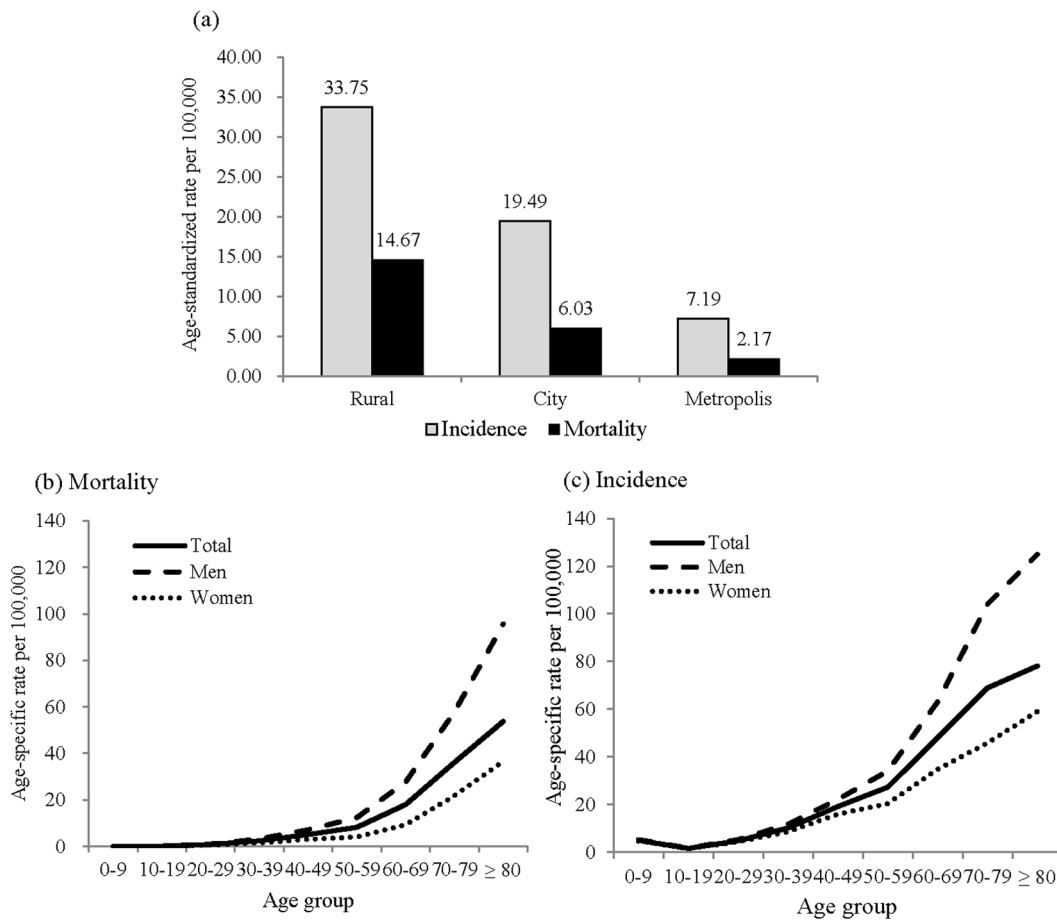 (a)
Age-standardized rate per 100,000
40.00
35.00
30.00
25.00
20.00
15.00
10.00
5.00
0.00
33.75
14.67
19.49
6.03
7.19
2.17
Rural City Metropolis
Incidence Mortality
(b) Mortality
Age-specific rate per 100,000
140
120
100
80
60
40
20
0
Total
Men
Women
0-9 10-19 20-29 30-39 40-49 50-59 60-69 70-79 ≥ 80
Age group
(c) Incidence
Age-specific rate per 100,000
140
120
100
80
60
40
20
0
Total
Men
Women
0-9 10-19 20-29 30-39 40-49 50-59 60-69 70-79 ≥ 80
Age group